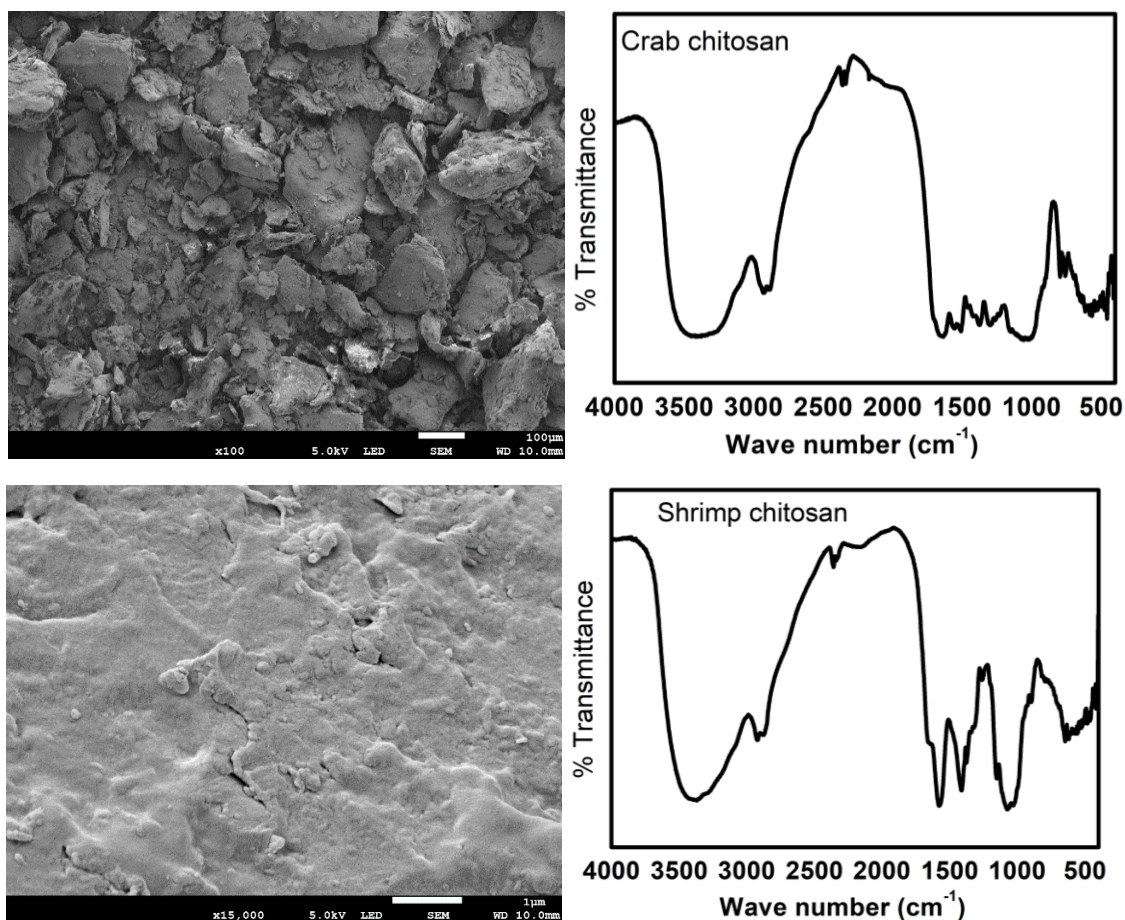 100µm
x100 5.0kV LED SEM WD 10.0mm
Crab chitosan
% Transmittance
4000 3500 3000 2500 2000 1500 1000 500
Wave number (cm⁻¹)
1µm
x15,000 5.0kV LED SEM WD 10.0mm
Shrimp chitosan
% Transmittance
4000 3500 3000 2500 2000 1500 1000 500
Wave number (cm⁻¹)